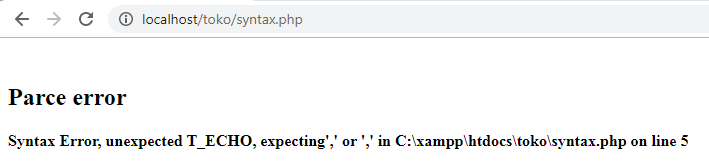 localhost/toko/syntax.php
Parce error
Syntax Error, unexpected T_ECHO, expecting',' or ',' in C:\xampp\htdocs\toko\syntax.php on line 5